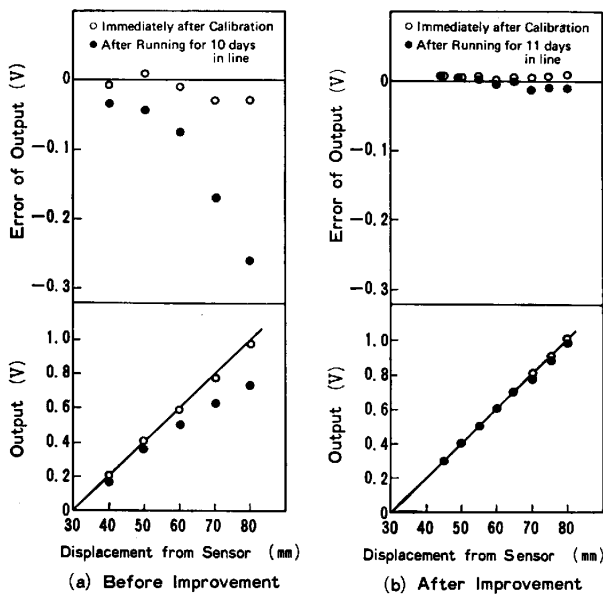 Immediately after Calibration
After Running for 10 days
in line
Error of Output (V)
0
−0.1
−0.2
−0.3
Output (V)
1.0
0.8
0.6
0.4
0.2
0
30 40 50 60 70 80
Displacement from Sensor (mm)
(a) Before Improvement
Immediately after Calibration
After Running for 11 days
in line
Error of Output (V)
0
−0.1
−0.2
−0.3
Output (V)
1.0
0.8
0.6
0.4
0.2
0
30 40 50 60 70 80
Displacement from Sensor (mm)
(b) After Improvement